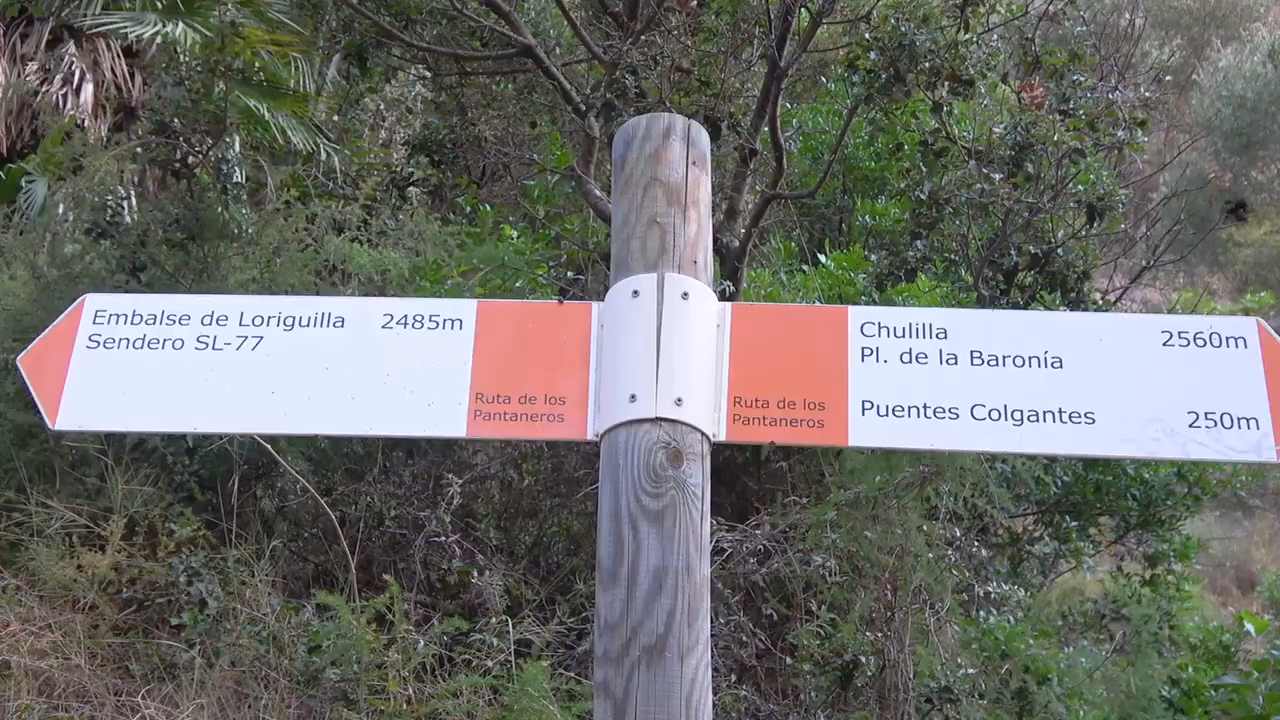 Embalse de Loriguilla 2485m
Sendero SL-77
Ruta de los
Pantaneros
Ruta de los
Pantaneros
Chulilla 2560m
Pl. de la Baronía
Puentes Colgantes 250m